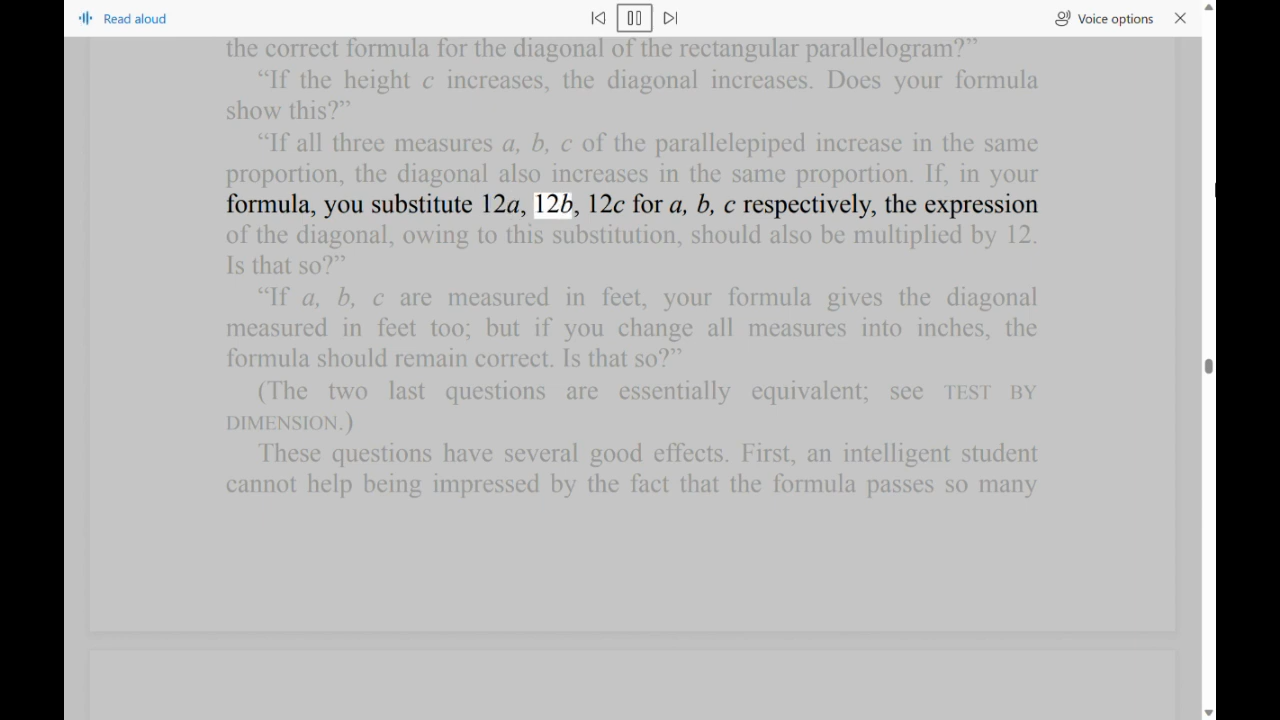 Read aloud
Voice options
the correct formula for the diagonal of the rectangular parallelogram?”
“If the height c increases, the diagonal increases. Does your formula
show this?”
“If all three measures a, b, c of the parallelepiped increase in the same
proportion, the diagonal also increases in the same proportion. If, in your
formula, you substitute 12a, 12b, 12c for a, b, c respectively, the expression
of the diagonal, owing to this substitution, should also be multiplied by 12.
Is that so?”
“If a, b, c are measured in feet, your formula gives the diagonal
measured in feet too; but if you change all measures into inches, the
formula should remain correct. Is that so?”
(The two last questions are essentially equivalent; see TEST BY
DIMENSION.)
These questions have several good effects. First, an intelligent student
cannot help being impressed by the fact that the formula passes so many